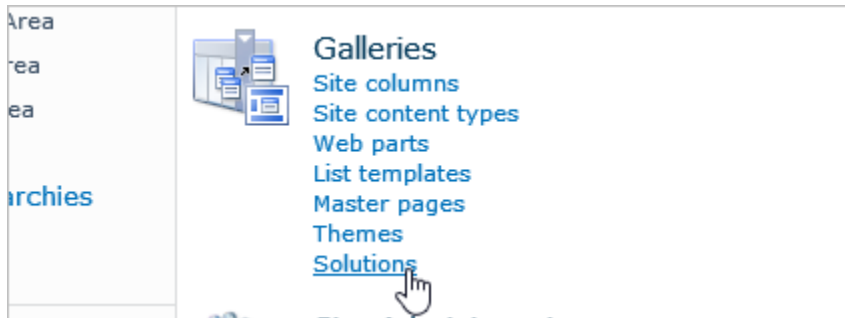 Area
rea
ea
archies
Galleries
Site columns
Site content types
Web parts
List templates
Master pages
Themes
Solutions